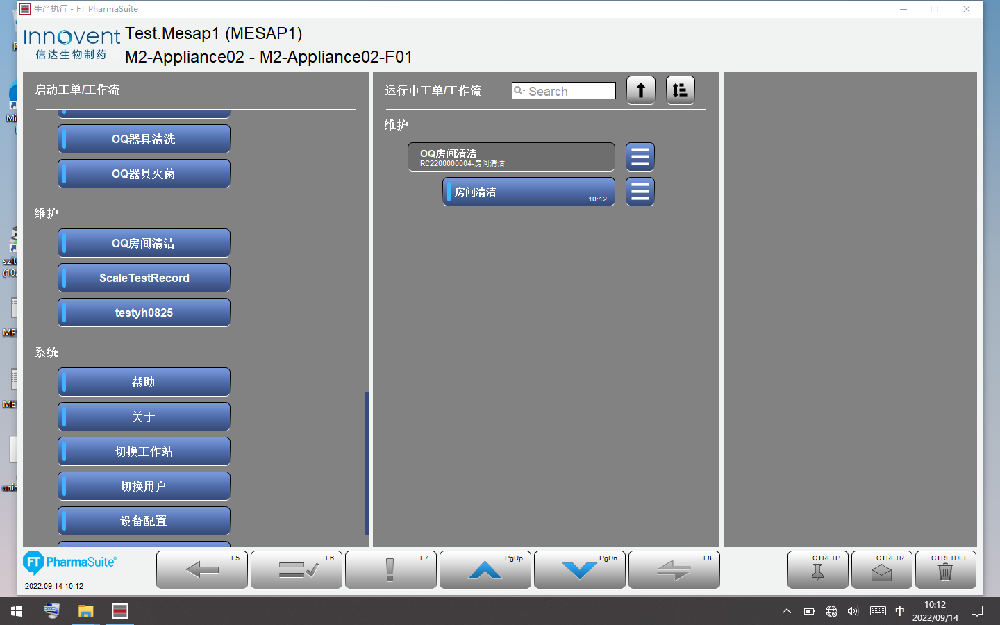 生产执行 - FT PharmaSuite
Innovent
信达生物制药
Test.Mesap1 (MESAP1)
M2-Appliance02 - M2-Appliance02-F01
启动工单/工作流
OQ器具清洗
OQ器具灭菌
维护
OQ房间清洁
ScaleTestRecord
testyh0825
系统
帮助
关于
切换工作站
切换用户
设备配置
运行中工单/工作流
Search
维护
OQ房间清洁
RC2200000004-房间清洁
房间清洁
10:12
FT PharmaSuite®
2022.09.14 10:12
F5
F6
F7
PgUp
PgDn
F8
CTRL+P
CTRL+R
CTRL+DEL
szit
(10.
ME
ME
中
10:12
2022/09/14